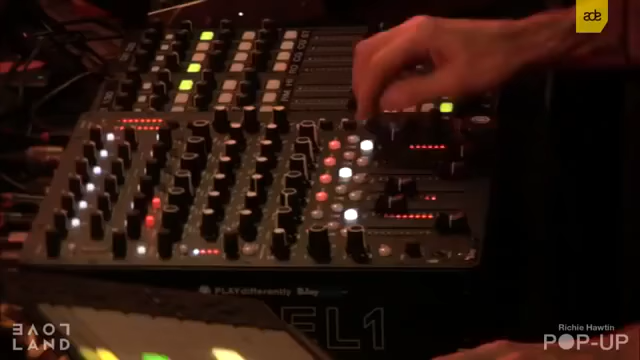 ade
PLAYdifferently
EL1
LOVE
LAND
Richie Hawtin
POP-UP